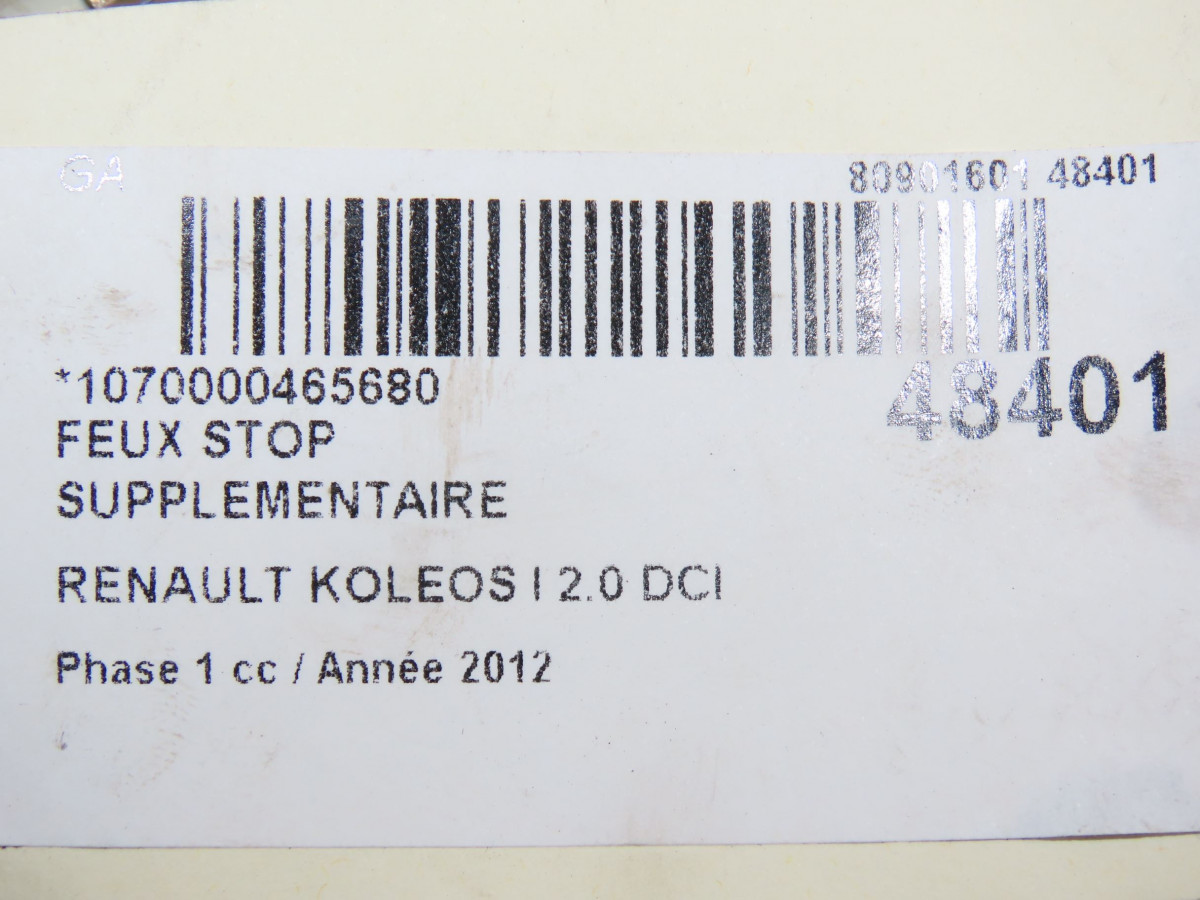 GA
80901601 48401
*1070000465680
48401
FEUX STOP
SUPPLEMENTAIRE
RENAULT KOLEOS I 2.0 DCI
Phase 1 cc / Année 2012